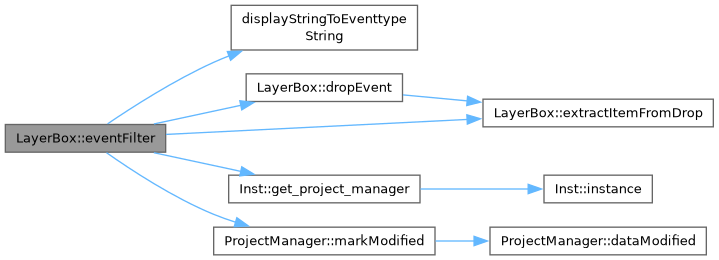 displayStringToEventtype
String
LayerBox::dropEvent
LayerBox::extractItemFromDrop
LayerBox::eventFilter
Inst::get_project_manager
Inst::instance
ProjectManager::markModified
ProjectManager::dataModified